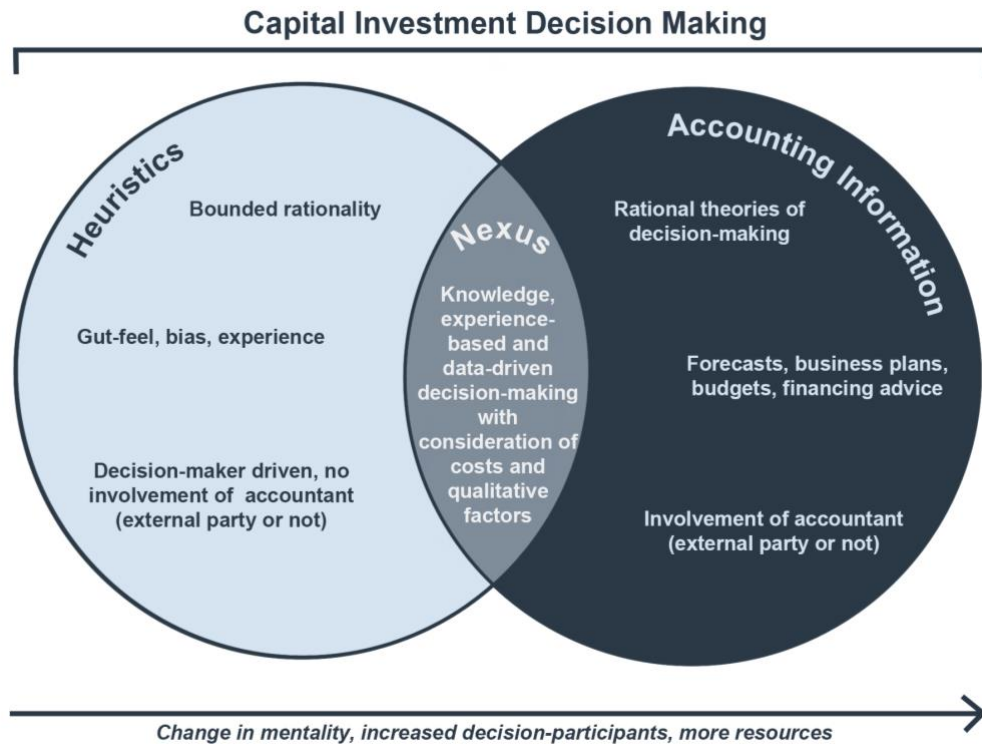 Capital Investment Decision Making
Heuristics
Bounded rationality
Gut-feel, bias, experience
Decision-maker driven, no
involvement of accountant
(external party or not)
Nexus
Knowledge,
experience-
based and
data-driven
decision-making
with
consideration of
costs and
qualitative
factors
Accounting Information
Rational theories of
decision-making
Forecasts, business plans,
budgets, financing advice
Involvement of accountant
(external party or not)
Change in mentality, increased decision-participants, more resources